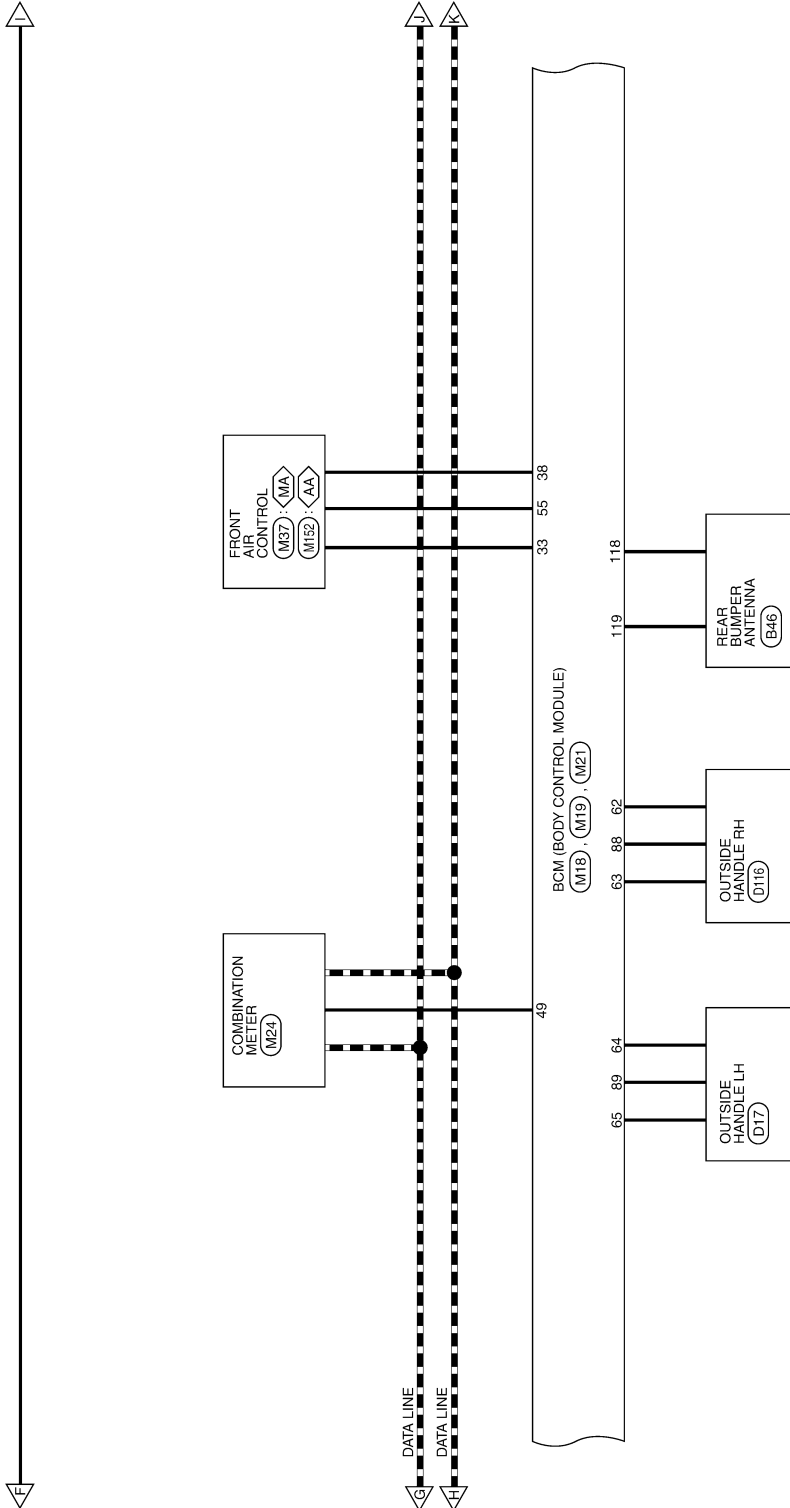 F
I
DATA LINE
G
J
DATA LINE
H
K
COMBINATION
METER
M24
FRONT
AIR
CONTROL
M37 : MA
M152 : AA
49
33
55
38
BCM (BODY CONTROL MODULE)
M18 , M19 , M21
65
89
64
63
88
62
119
118
OUTSIDE
HANDLE LH
D17
OUTSIDE
HANDLE RH
D116
REAR
BUMPER
ANTENNA
B46